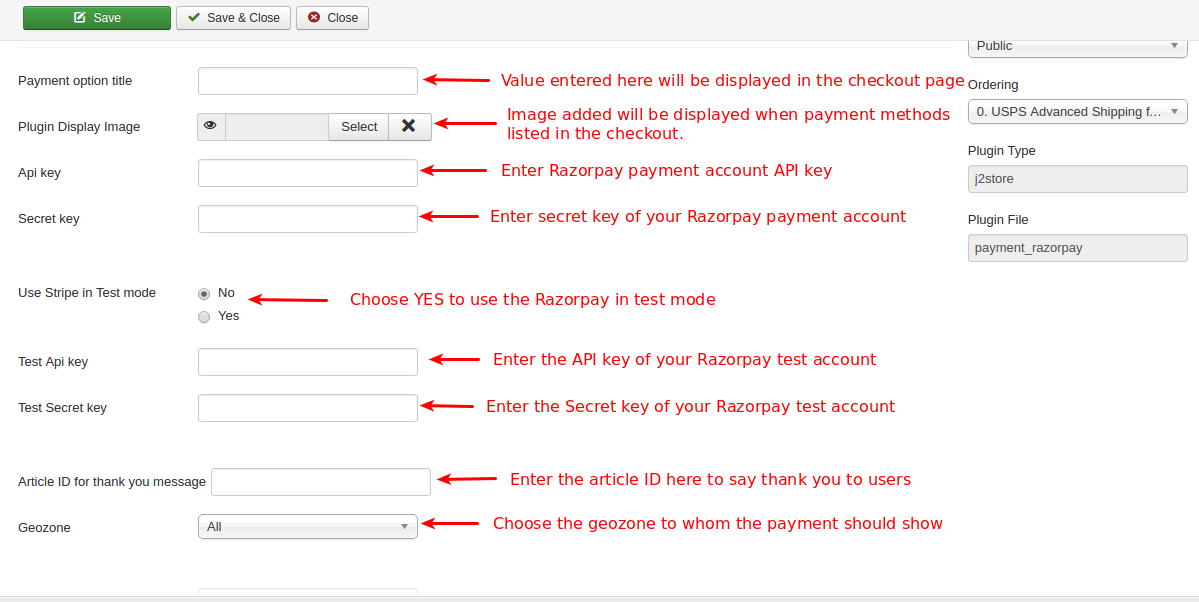 Save
Save & Close
Close
Public
Payment option title
Value entered here will be displayed in the checkout page
Ordering
0. USPS Advanced Shipping f...
Plugin Display Image
Select
Image added will be displayed when payment methods
listed in the checkout.
Plugin Type
j2store
Api key
Enter Razorpay payment account API key
Secret key
Enter secret key of your Razorpay payment account
Plugin File
payment_razorpay
Use Stripe in Test mode
No
Yes
Choose YES to use the Razorpay in test mode
Test Api key
Enter the API key of your Razorpay test account
Test Secret key
Enter the Secret key of your Razorpay test account
Article ID for thank you message
Enter the article ID here to say thank you to users
Geozone
All
Choose the geozone to whom the payment should show